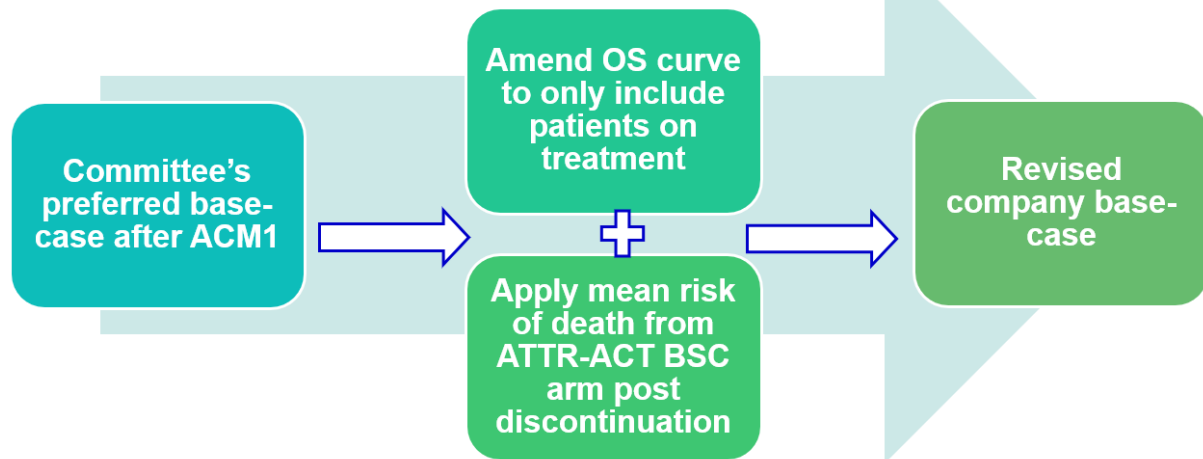 Committee's
preferred base-
case after ACM1
Amend OS curve
to only include
patients on
treatment
Apply mean risk
of death from
ATTR-ACT BSC
arm post
discontinuation
Revised
company base-
case